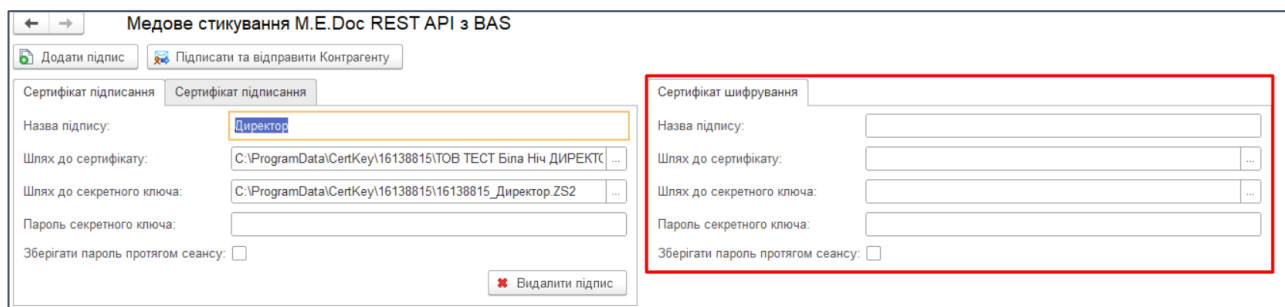 Медове стикування M.E.Doc REST API з BAS
Додати підпис
Підписати та відправити Контрагенту
Сертифікат підписання
Сертифікат підписання
Назва підпису:
Директор
Шлях до сертифікату:
C:\ProgramData\CertKey\16138815\ТОВ ТЕСТ Біла Ніч ДИРЕКТО
...
Шлях до секретного ключа:
C:\ProgramData\CertKey\16138815\16138815_Директор.ZS2
...
Пароль секретного ключа:
Зберігати пароль протягом сеансу:
Видалити підпис
Сертифікат шифрування
Назва підпису:
Шлях до сертифікату:
...
Шлях до секретного ключа:
...
Пароль секретного ключа:
Зберігати пароль протягом сеансу: